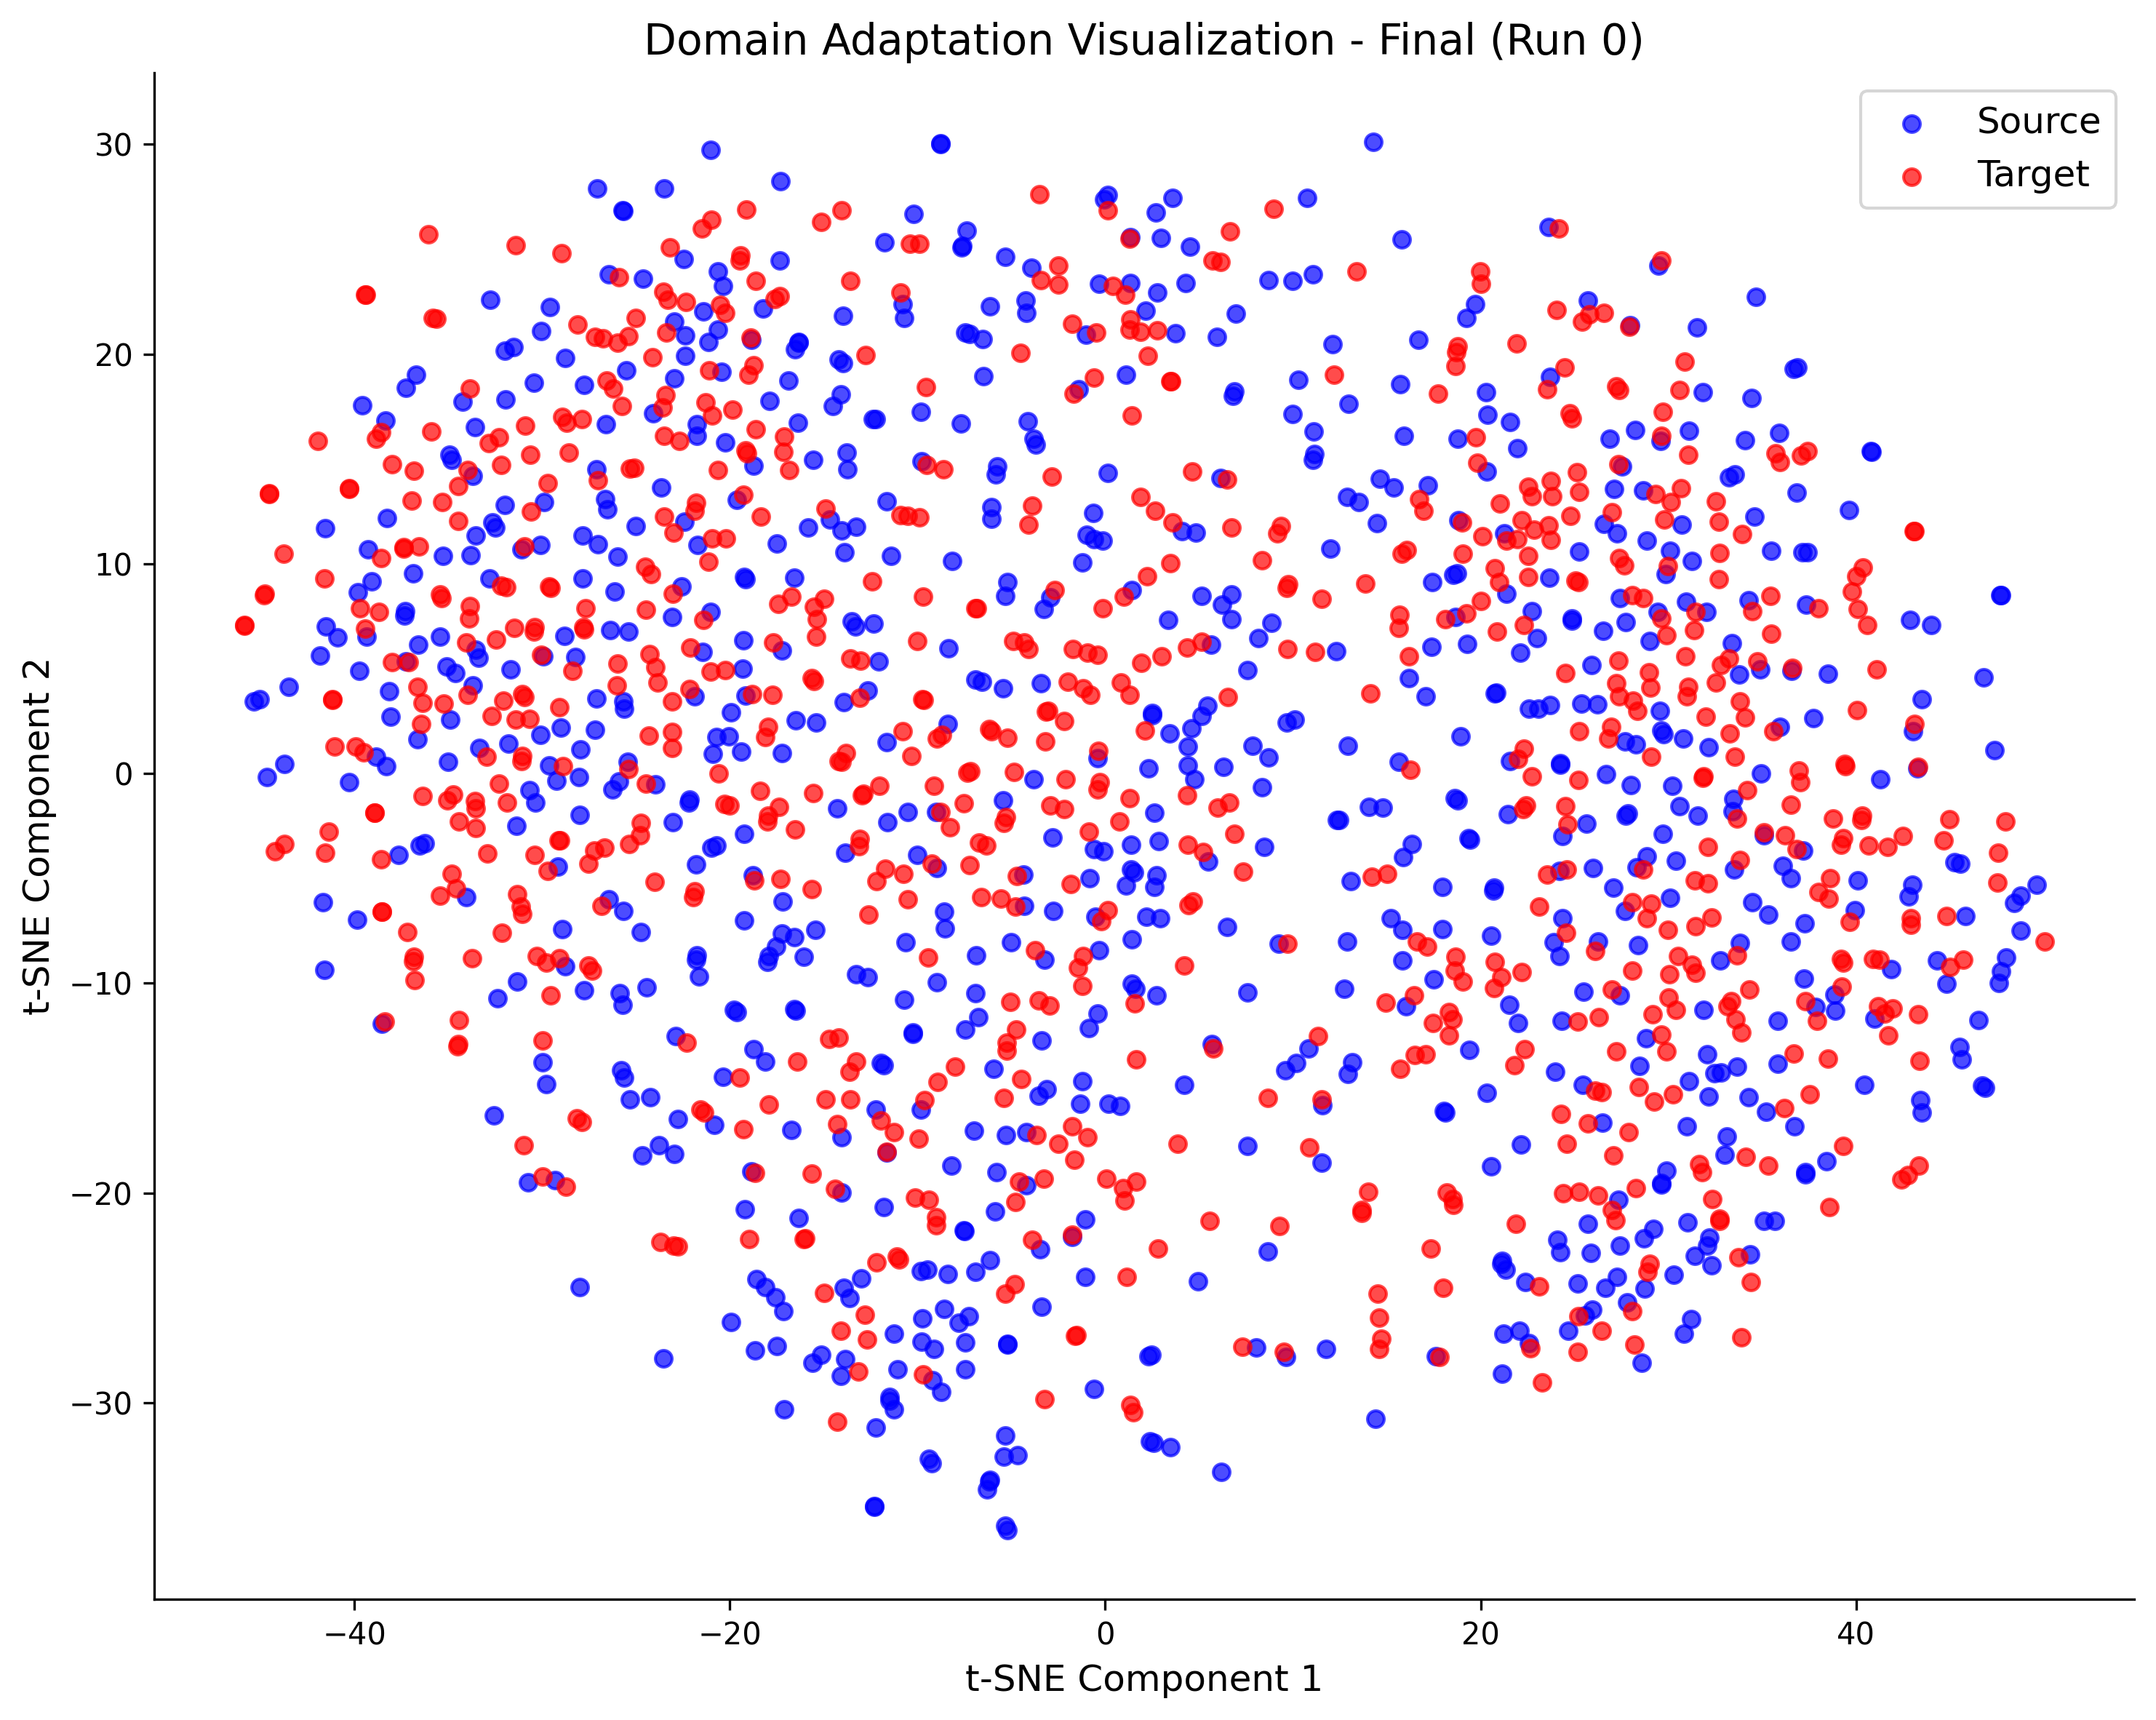 Domain Adaptation Visualization - Final (Run 0)
Source
Target
30
20
10
0
−10
−20
−30
t-SNE Component 2
−40
−20
0
20
40
t-SNE Component 1